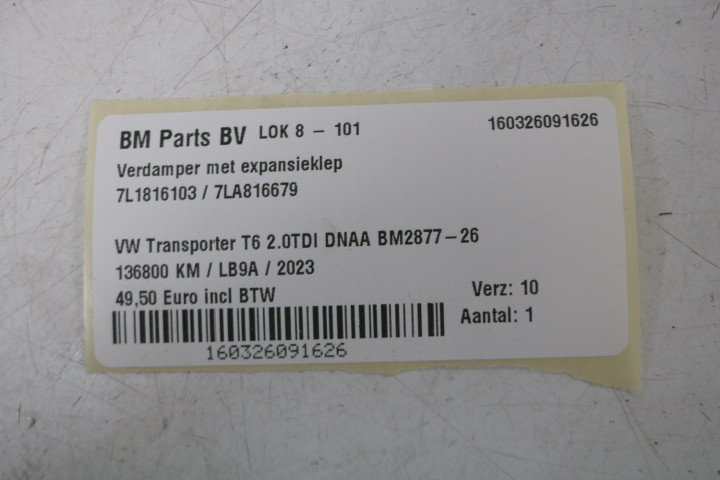 BM Parts BV LOK 8 - 101 160326091626
Verdamper met expansieklep
7L1816103 / 7LA816679
VW Transporter T6 2.0TDI DNAA BM2877-26
136800 KM / LB9A / 2023
49,50 Euro incl BTW Verz: 10
Aantal: 1
160326091626